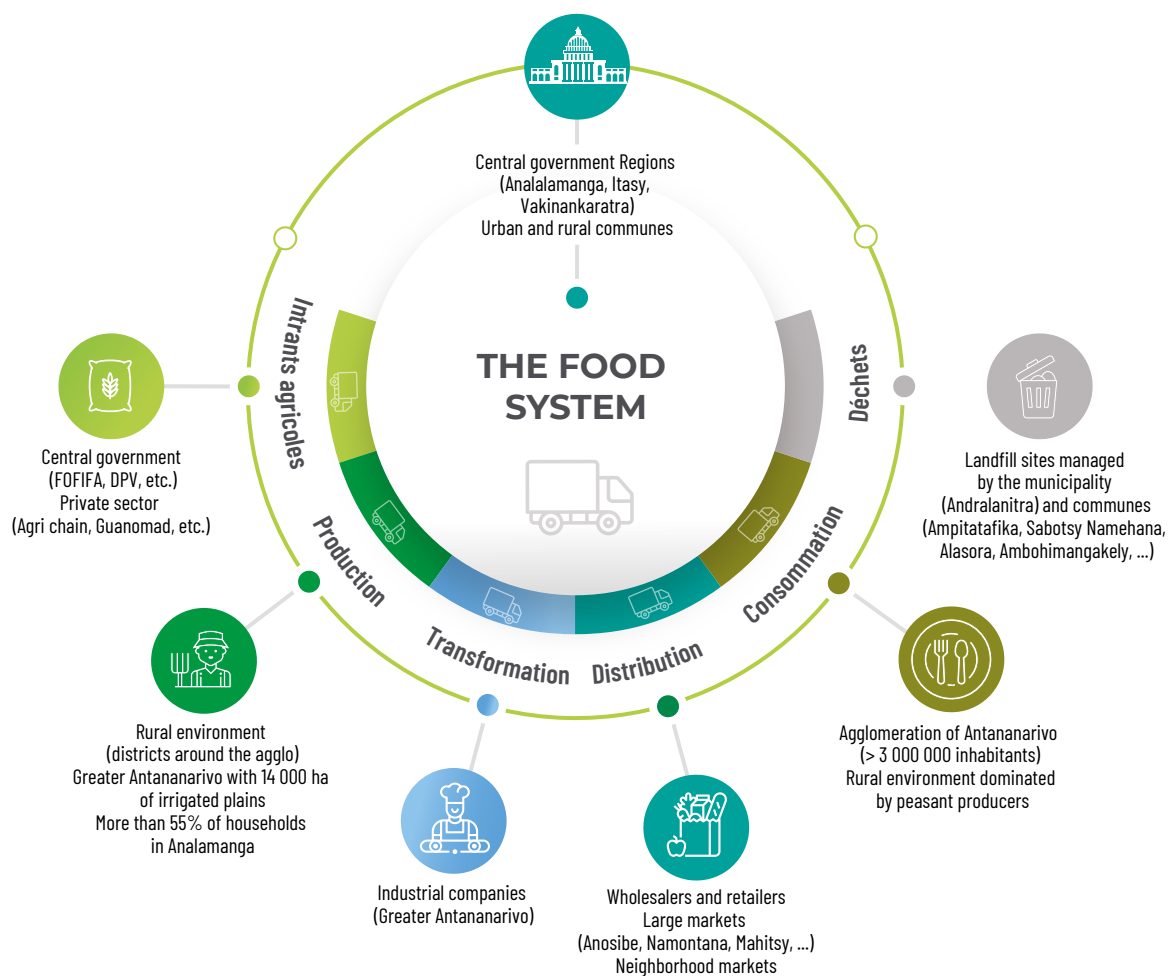 Central government Regions
(Analalamanga, Itasy,
Vakinankaratra)
Urban and rural communes
THE FOOD
SYSTEM
Intrants agricoles
Production
Transformation
Distribution
Consommation
Déchets
Central government
(FOFIFA, DPV, etc.)
Private sector
(Agri chain, Guanomad, etc.)
Rural environment
(districts around the agglo)
Greater Antananarivo with 14 000 ha
of irrigated plains
More than 55% of households
in Analamanga
Industrial companies
(Greater Antananarivo)
Wholesalers and retailers
Large markets
(Anosibe, Namontana, Mahitsy, ...)
Neighborhood markets
Agglomeration of Antananarivo
(> 3 000 000 inhabitants)
Rural environment dominated
by peasant producers
Landfill sites managed
by the municipality
(Andralanitra) and communes
(Ampitatafika, Sabotsy Namehana,
Alasora, Ambohimangakely, ...)